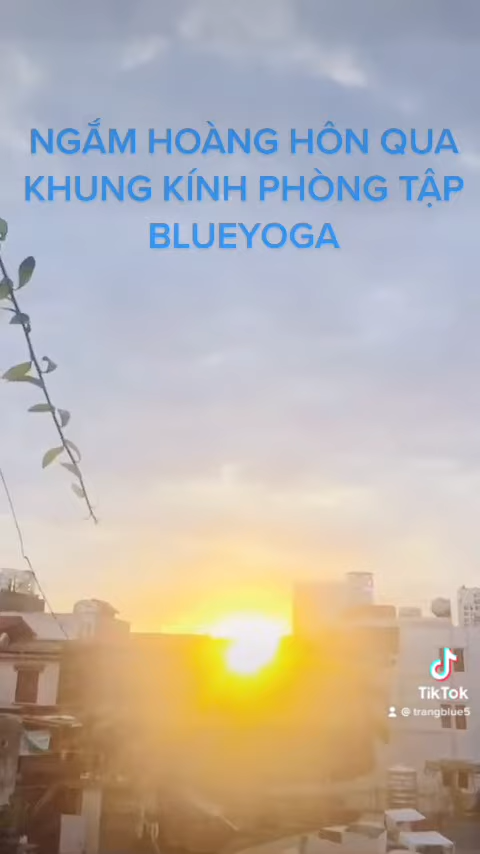 NGẮM HOÀNG HÔN QUA
KHUNG KÍNH PHÒNG TẬP
BLUEYOGA
TikTok
@ trangblue5